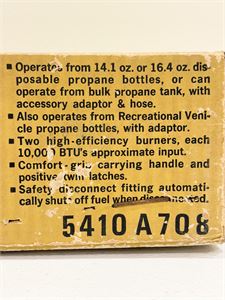 ▪ Operates from 14.1 oz. or 16.4 oz. dis-
posable propane bottles, or can
operate from bulk propane tank, with
accessory adaptor & hose.
▪ Also operates from Recreational Vehi-
cle propane bottles, with adaptor.
▪ Two high-efficiency burners, each
10,000 BTU's approximate input.
▪ Comfort-grip carrying handle and
positive twin latches.
▪ Safety disconnect fitting automati-
cally shuts off fuel when disconnected.
5410 A 708